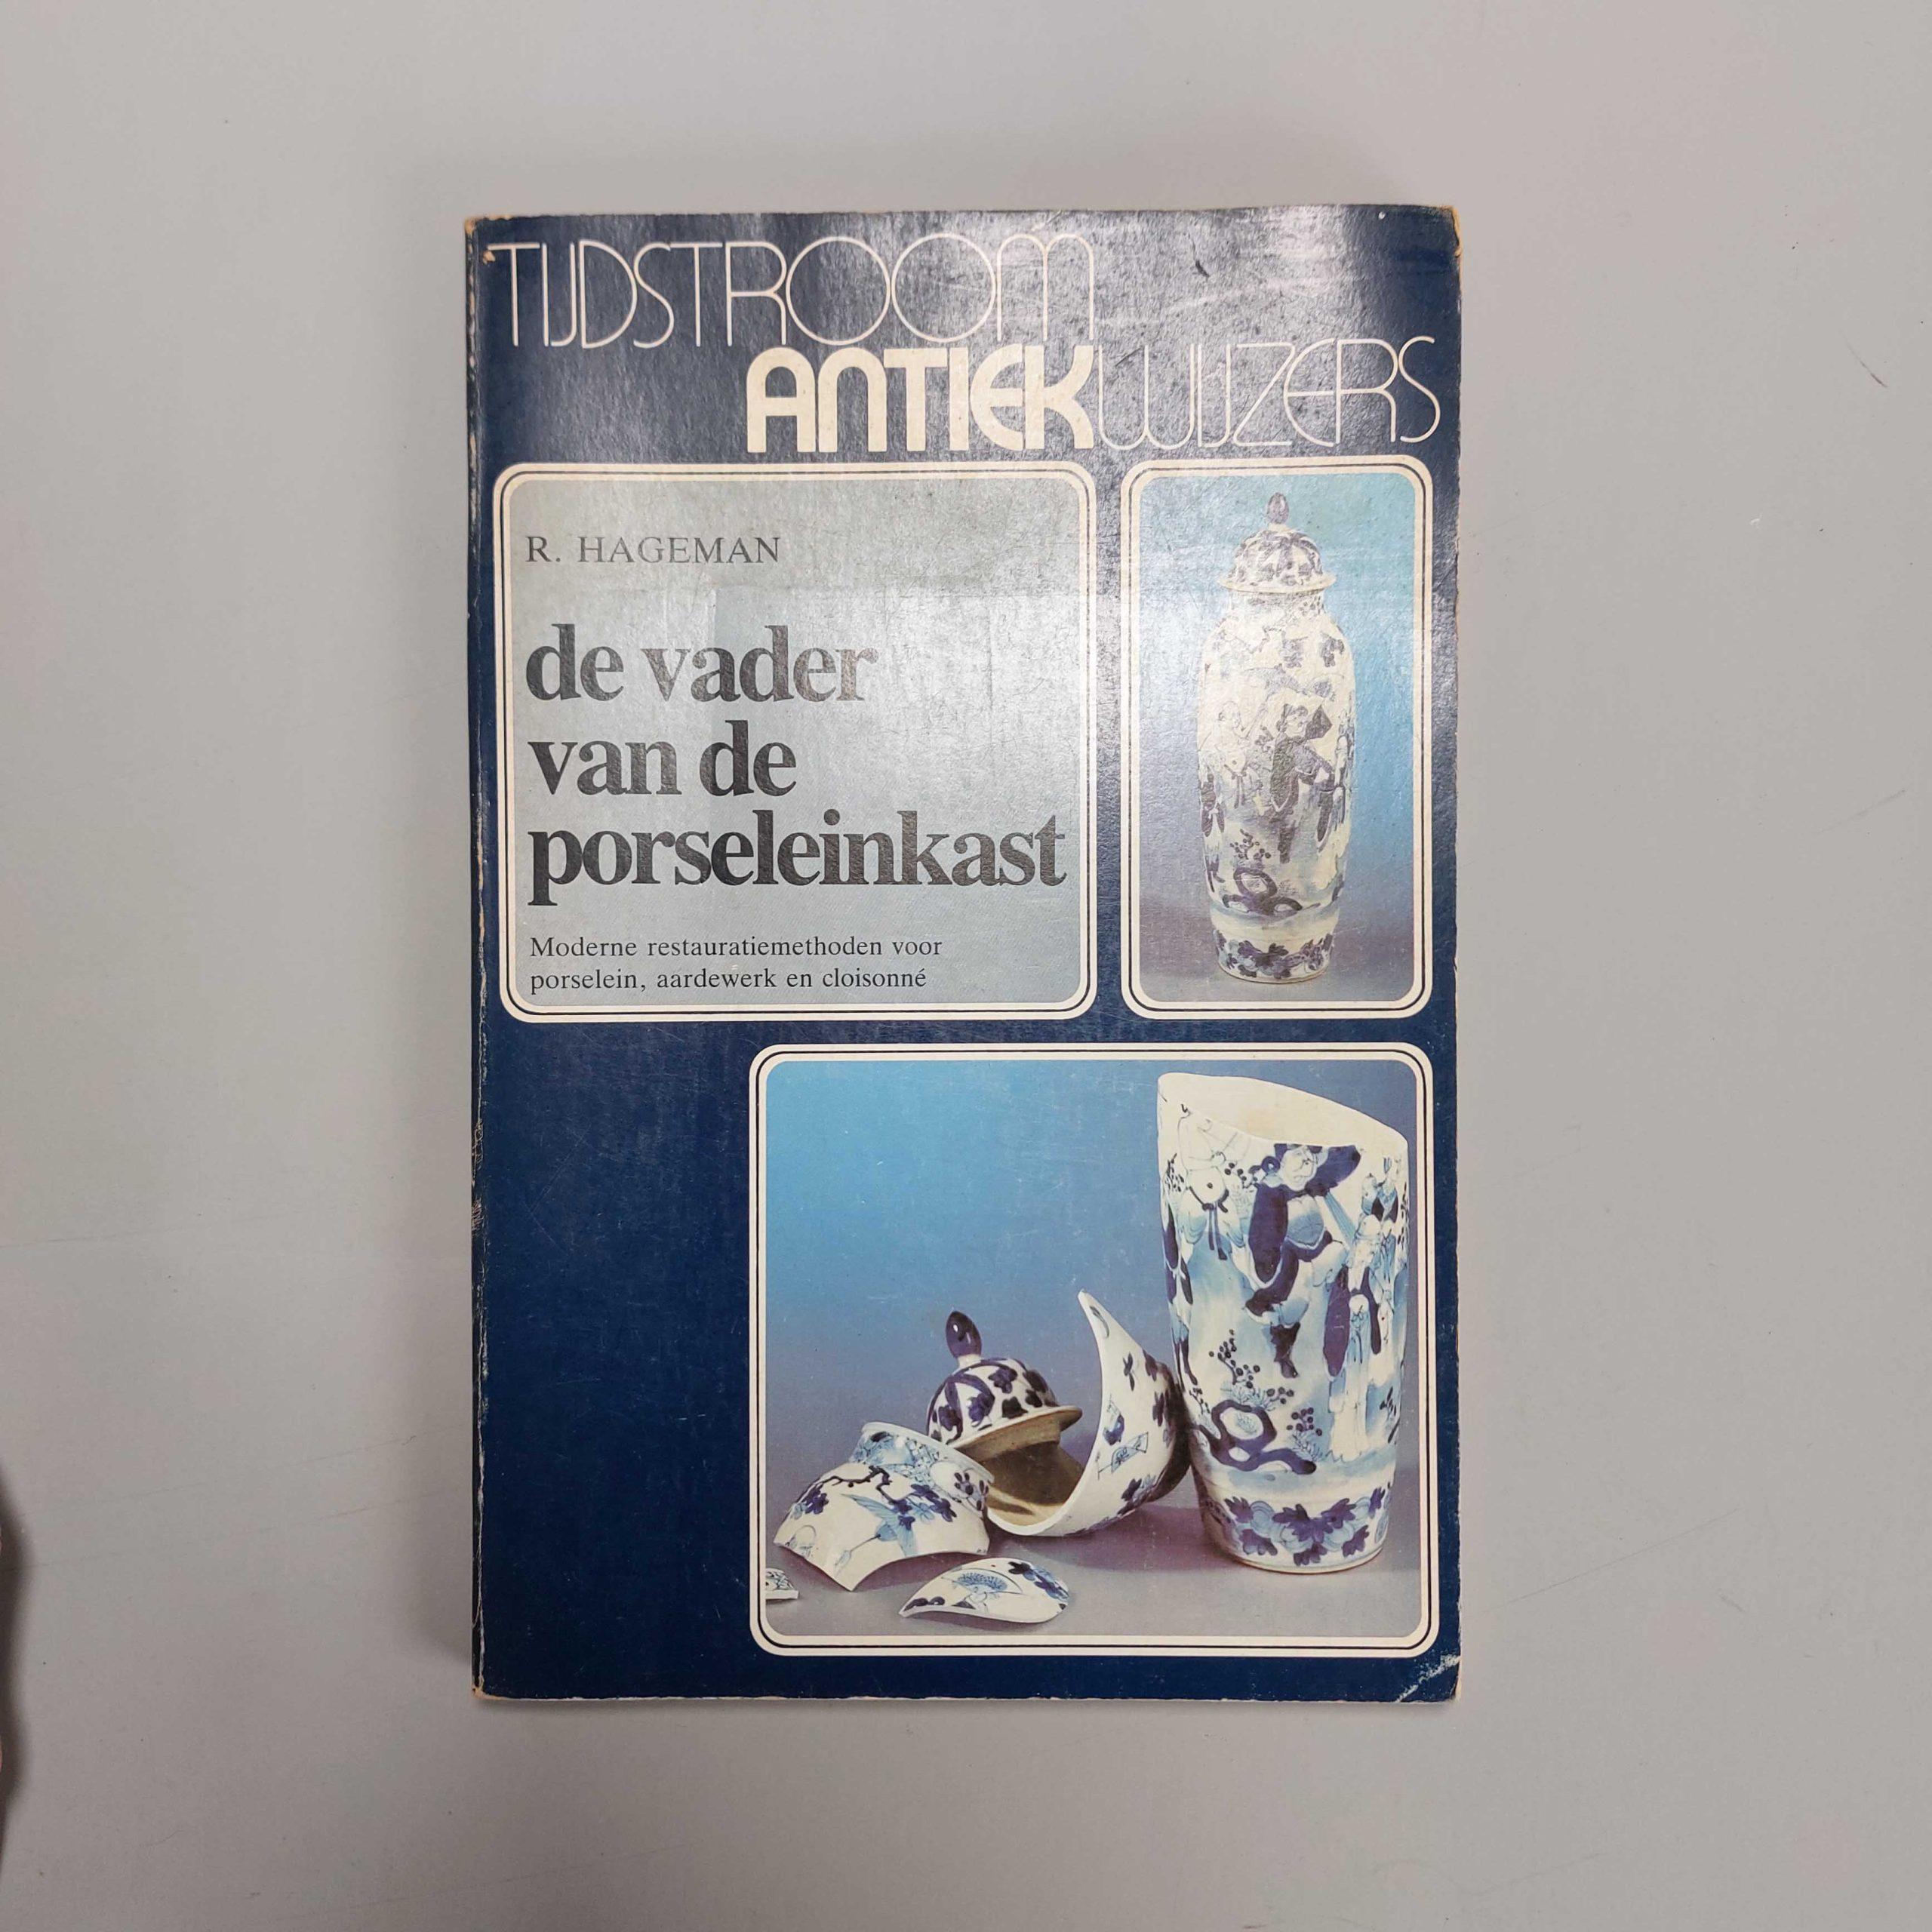 TIJDSTROOM
ANTIEKWIJZERS
R. HAGEMAN
de vader
van de
porseleinkast
Moderne restauratiemethoden voor
porselein, aardewerk en cloisonné